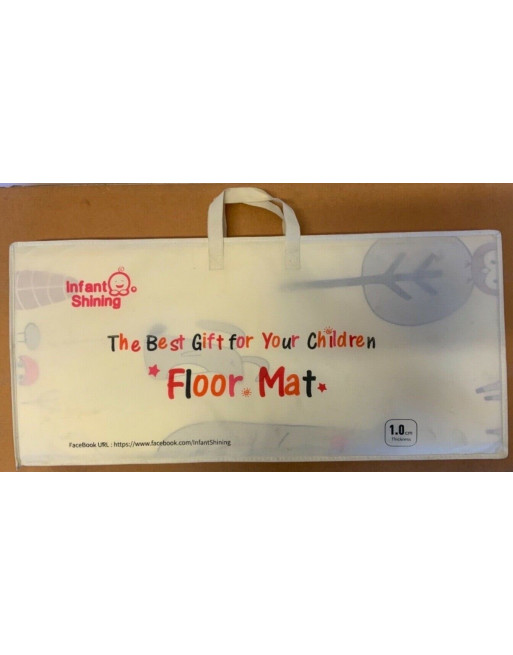 Infant
Shining
The Best Gift for Your Children
Floor Mat
FaceBook URL : https://www.facebook.com/InfantShining
1.0cm
Thickness